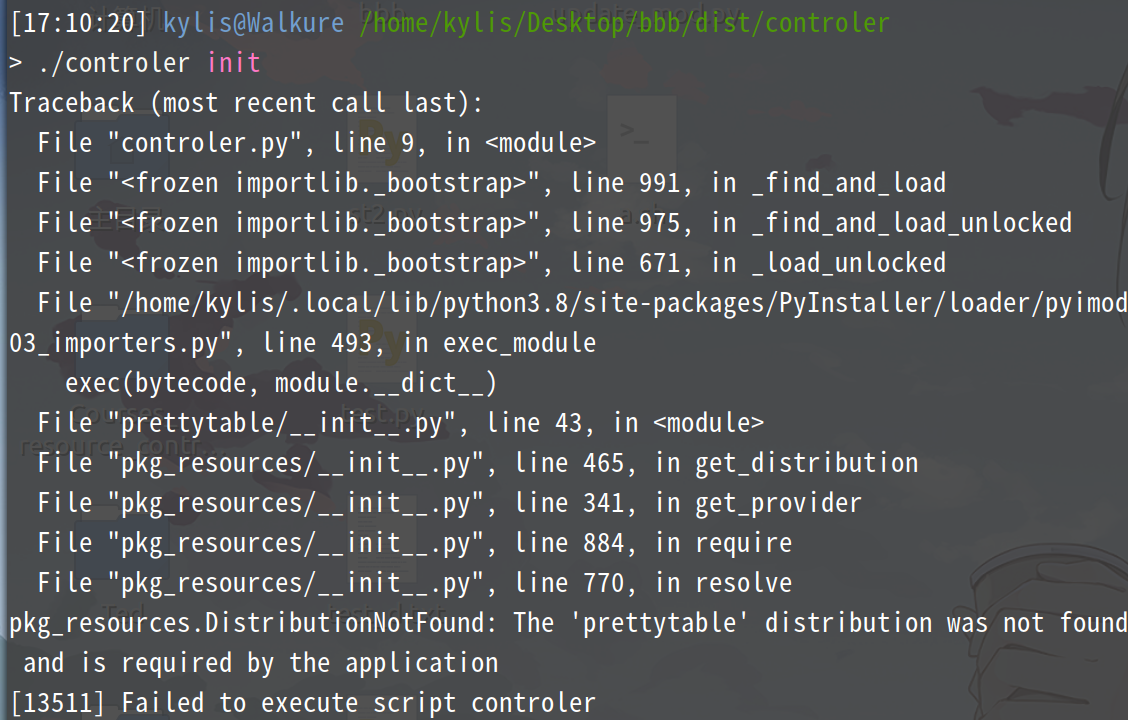 [17:10:20] kylis@Walkure /home/kylis/Desktop/bbb/dist/controler
> ./controler init
Traceback (most recent call last):
  File "controler.py", line 9, in <module>
  File "<frozen importlib._bootstrap>", line 991, in _find_and_load
  File "<frozen importlib._bootstrap>", line 975, in _find_and_load_unlocked
  File "<frozen importlib._bootstrap>", line 671, in _load_unlocked
  File "/home/kylis/.local/lib/python3.8/site-packages/PyInstaller/loader/pyimod
03_importers.py", line 493, in exec_module
    exec(bytecode, module.__dict__)
  File "prettytable/__init__.py", line 43, in <module>
  File "pkg_resources/__init__.py", line 465, in get_distribution
  File "pkg_resources/__init__.py", line 341, in get_provider
  File "pkg_resources/__init__.py", line 884, in require
  File "pkg_resources/__init__.py", line 770, in resolve
pkg_resources.DistributionNotFound: The 'prettytable' distribution was not found
 and is required by the application
[13511] Failed to execute script controler